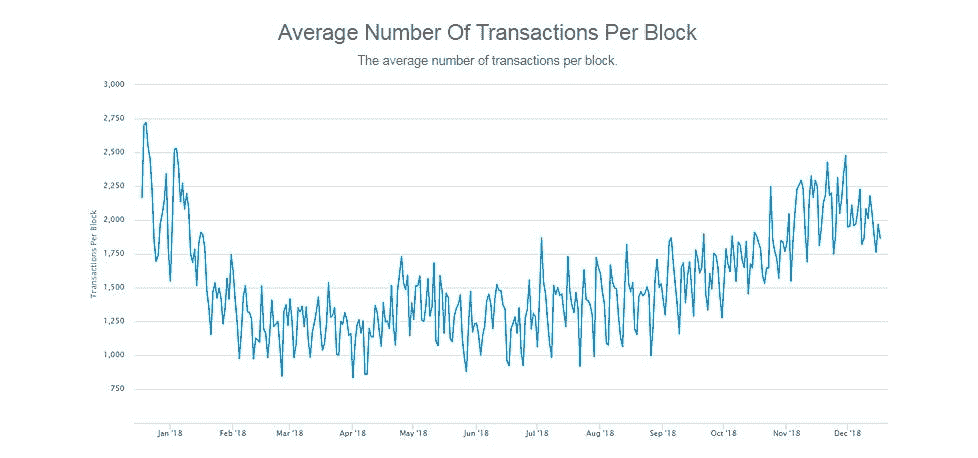 Average Number Of Transactions Per Block
The average number of transactions per block.
3,000
2,750
2,500
2,250
2,000
1,750
1,500
1,250
1,000
750
Transactions Per Block
Jan '18 Feb '18 Mar '18 Apr '18 May '18 Jun '18 Jul '18 Aug '18 Sep '18 Oct '18 Nov '18 Dec '18